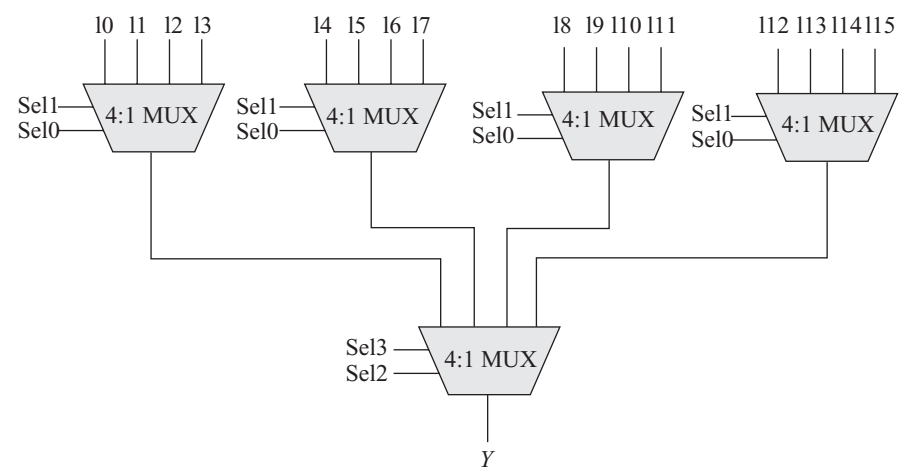 I0 I1 I2 I3 I4 I5 I6 I7 I8 I9 I10 I11 I12 I13 I14 I15
Sel1 4:1 MUX Sel1 4:1 MUX Sel1 4:1 MUX Sel1 4:1 MUX
Sel0 Sel0 Sel0 Sel0
Sel3 4:1 MUX
Sel2
Y